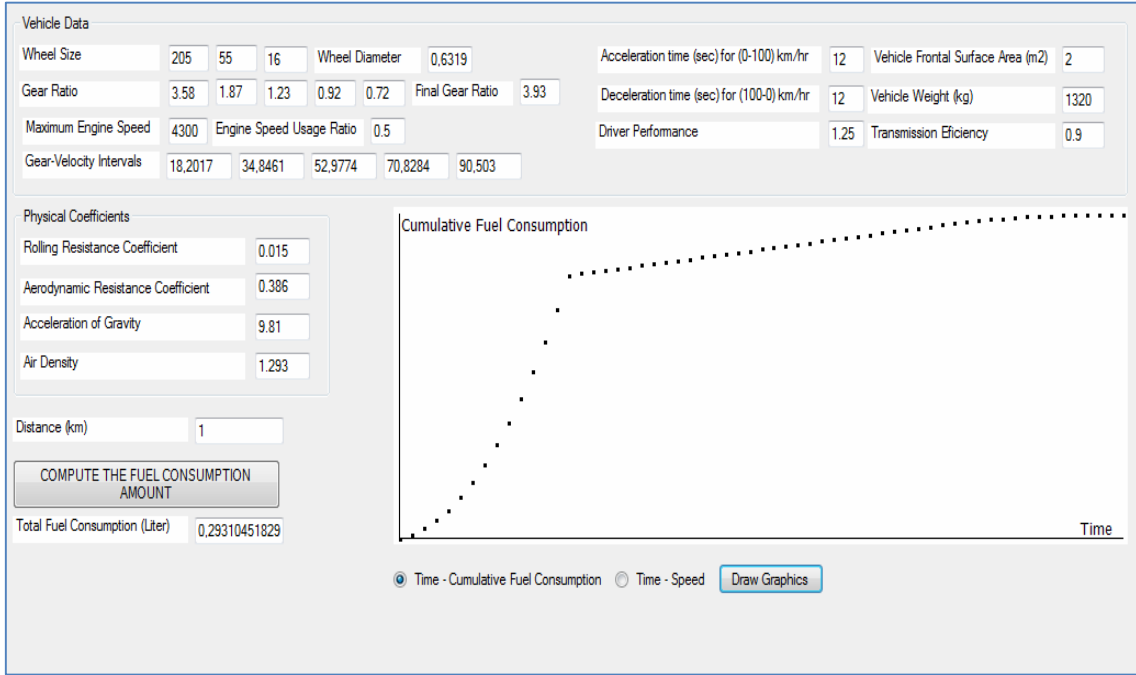 Vehicle Data
Wheel Size 205 55 16 Wheel Diameter 0,6319 Acceleration time (sec) for (0-100) km/hr 12 Vehicle Frontal Surface Area (m2) 2
Gear Ratio 3.58 1.87 1.23 0.92 0.72 Final Gear Ratio 3.93 Deceleration time (sec) for (100-0) km/hr 12 Vehicle Weight (kg) 1320
Maximum Engine Speed 4300 Engine Speed Usage Ratio 0.5 Driver Performance 1.25 Transmission Eficiency 0.9
Gear-Velocity Intervals 18,2017 34,8461 52,9774 70,8284 90,503
Physical Coefficients
Rolling Resistance Coefficient 0.015
Aerodynamic Resistance Coefficient 0.386
Acceleration of Gravity 9.81
Air Density 1.293
Distance (km) 1
COMPUTE THE FUEL CONSUMPTION
AMOUNT
Total Fuel Consumption (Liter) 0,29310451829
Cumulative Fuel Consumption
Time
Time - Cumulative Fuel Consumption Time - Speed Draw Graphics